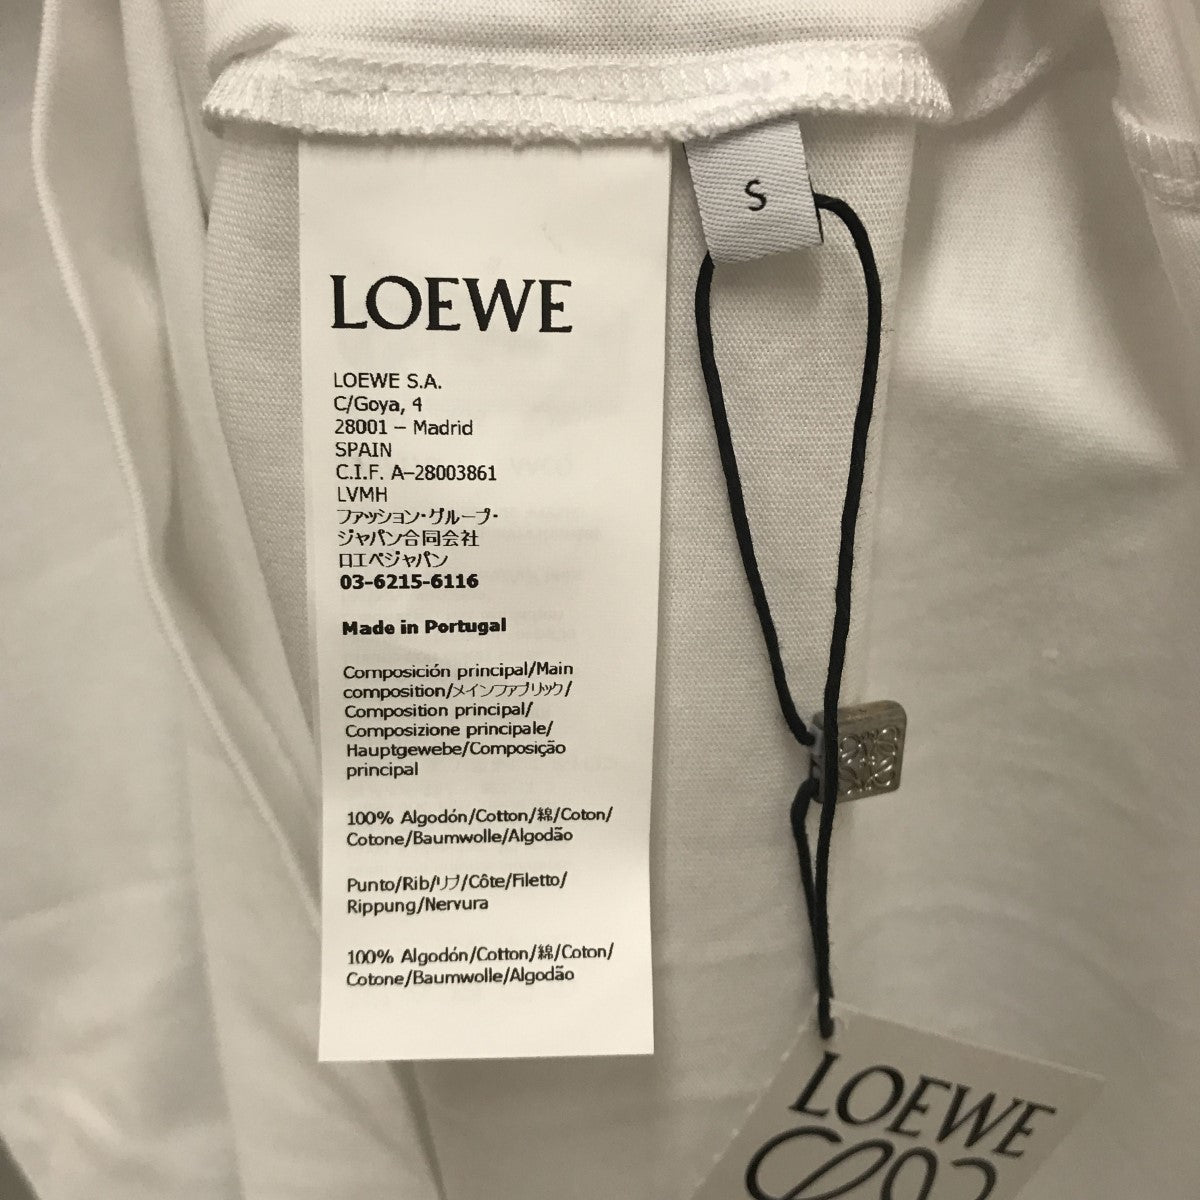 S
LOEWE
LOEWE S.A.
C/Goya, 4
28001 – Madrid
SPAIN
C.I.F. A–28003861
LVMH
ファッション・グループ・
ジャパン合同会社
ロエベジャパン
03-6215-6116
Made in Portugal
Composición principal/Main
composition/メインファブリック/
Composition principal/
Composizione principale/
Hauptgewebe/Composição
principal
100% Algodón/Cotton/綿/Coton/
Cotone/Baumwolle/Algodão
Punto/Rib/リブ/Côte/Filetto/
Rippung/Nervura
100% Algodón/Cotton/綿/Coton/
Cotone/Baumwolle/Algodão
LOEWE